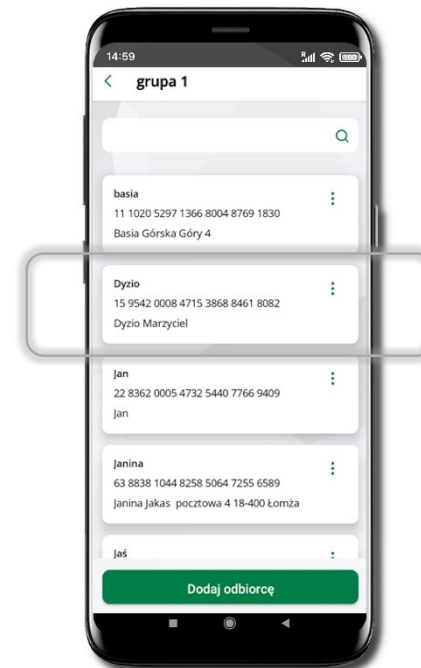 14:59
grupa 1
basia
11 1020 5297 1366 8004 8769 1830
Basia Górska Góry 4
Dyzio
15 9542 0008 4715 3868 8461 8082
Dyzio Marzyciel
Jan
22 8362 0005 4732 5440 7766 9409
Jan
Janina
63 8838 1044 8258 5064 7255 6589
Janina Jakas pocztowa 4 18-400 Łomża
Jaś
Dodaj odbiorcę